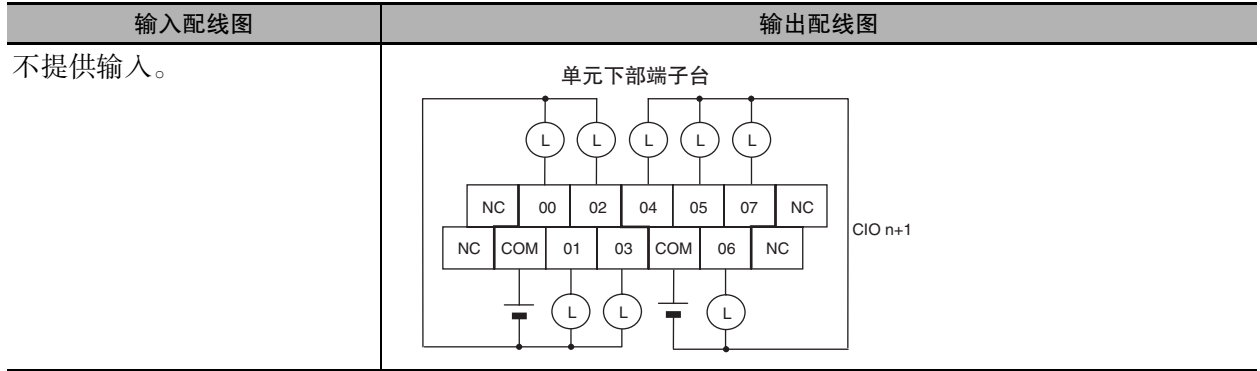 输入配线图
输出配线图
不提供输入。
单元下部端子台
L L L L L
NC 00 02 04 05 07 NC
NC COM 01 03 COM 06 NC
CIO n+1
L L L